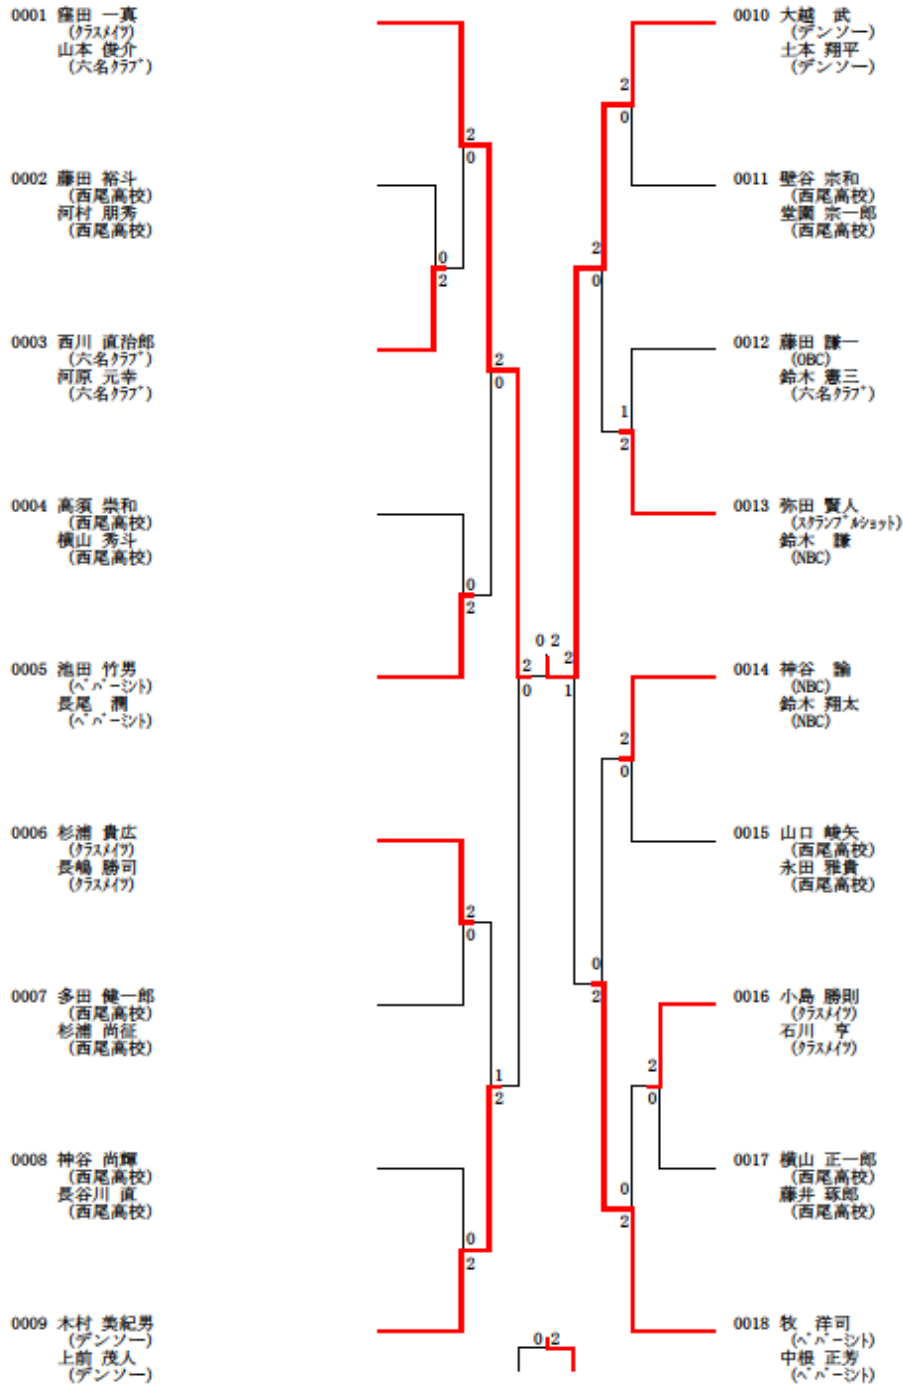 0001 窪田 一真
(クラスメイツ)
山本 俊介
(六名クラブ)
0002 藤田 裕斗
(西尾高校)
河村 朋秀
(西尾高校)
0003 西川 直治郎
(六名クラブ)
河原 元幸
(六名クラブ)
0004 高須 崇和
(西尾高校)
横山 秀斗
(西尾高校)
0005 池田 竹男
(ペパーミント)
長尾 潤
(ペパーミント)
0006 杉浦 貴広
(クラスメイツ)
長嶋 勝司
(クラスメイツ)
0007 多田 健一郎
(西尾高校)
杉浦 尚征
(西尾高校)
0008 神谷 尚輝
(西尾高校)
長谷川 直
(西尾高校)
0009 木村 美紀男
(デンソー)
上前 茂人
(デンソー)
2
0
0
2
2
0
0
2
2
0
2
0
1
2
0
2
0 2
0 2
2
1
2
0
2
0
1
2
2
0
0
2
2
0
0
2
0010 大越 武
(デンソー)
土本 翔平
(デンソー)
0011 壁谷 宗和
(西尾高校)
堂園 宗一郎
(西尾高校)
0012 藤田 謙一
(OBC)
鈴木 憲三
(六名クラブ)
0013 弥田 賢人
(スクランブルショット)
鈴木 謙
(NBC)
0014 神谷 諭
(NBC)
鈴木 翔太
(NBC)
0015 山口 峻矢
(西尾高校)
永田 雅貴
(西尾高校)
0016 小島 勝則
(クラスメイツ)
石川 亨
(クラスメイツ)
0017 横山 正一郎
(西尾高校)
藤井 琢郎
(西尾高校)
0018 牧 洋司
(ペパーミント)
中根 正芳
(ペパーミント)